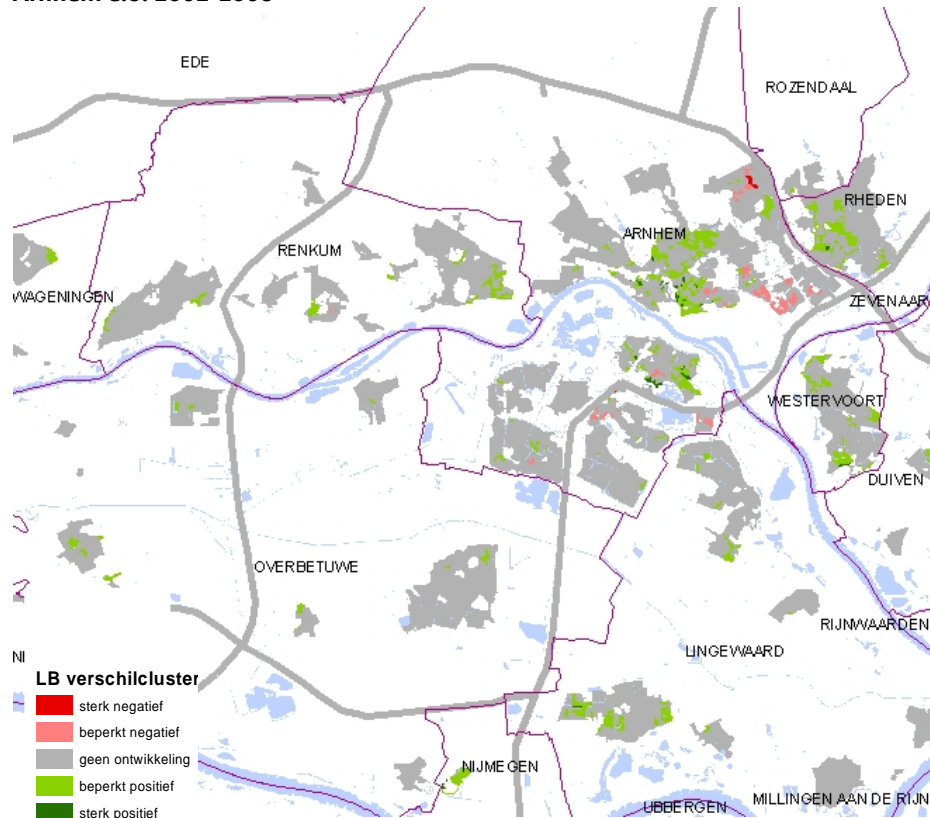 EDE
ROZENDAAL
RHEDEN
ARNHEM
RENKUM
WAGENINGEN
ZEVENAAR
WESTERVOORT
DUIVEN
OVERBETUWE
RIJNWAARDEN
LINGEWAARD
NI
LB verschilcluster
sterk negatief
beperkt negatief
geen ontwikkeling
beperkt positief
sterk positief
NIJMEGEN
UBBERGEN
MILLINGEN AAN DE RIJN